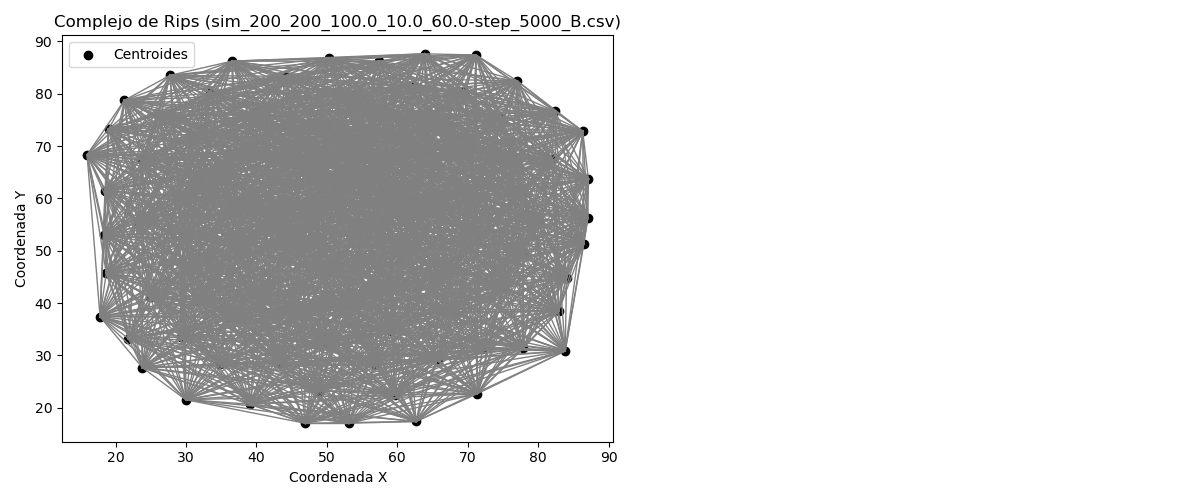 Complejo de Rips (sim_200_200_100.0_10.0_60.0-step_5000_B.csv)
Centroides
Coordenada Y
90
80
70
60
50
40
30
20
20 30 40 50 60 70 80 90
Coordenada X